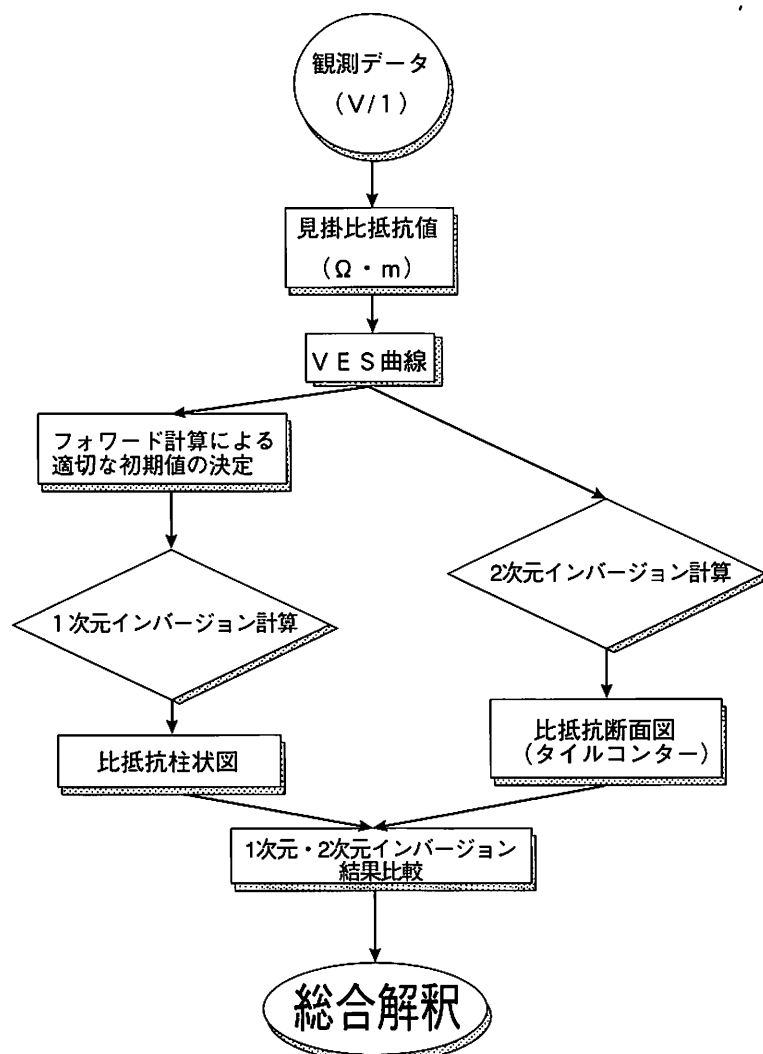 観測データ
(V/1)
見掛比抵抗値
(Ω・m)
VES曲線
フォワード計算による
適切な初期値の決定
1次元インバージョン計算
比抵抗柱状図
2次元インバージョン計算
比抵抗断面図
(タイルコンター)
1次元・2次元インバージョン
結果比較
総合解釈